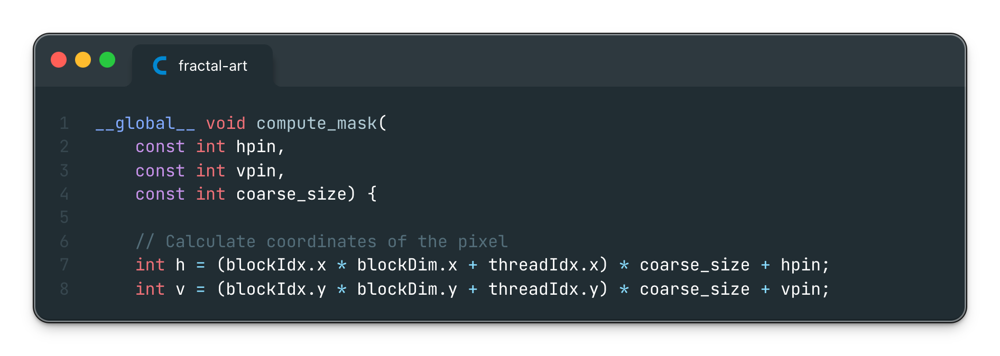 fractal-art
1 __global__ void compute_mask(
2 const int hpin,
3 const int vpin,
4 const int coarse_size) {
5
6 // Calculate coordinates of the pixel
7 int h = (blockIdx.x * blockDim.x + threadIdx.x) * coarse_size + hpin;
8 int v = (blockIdx.y * blockDim.y + threadIdx.y) * coarse_size + vpin;